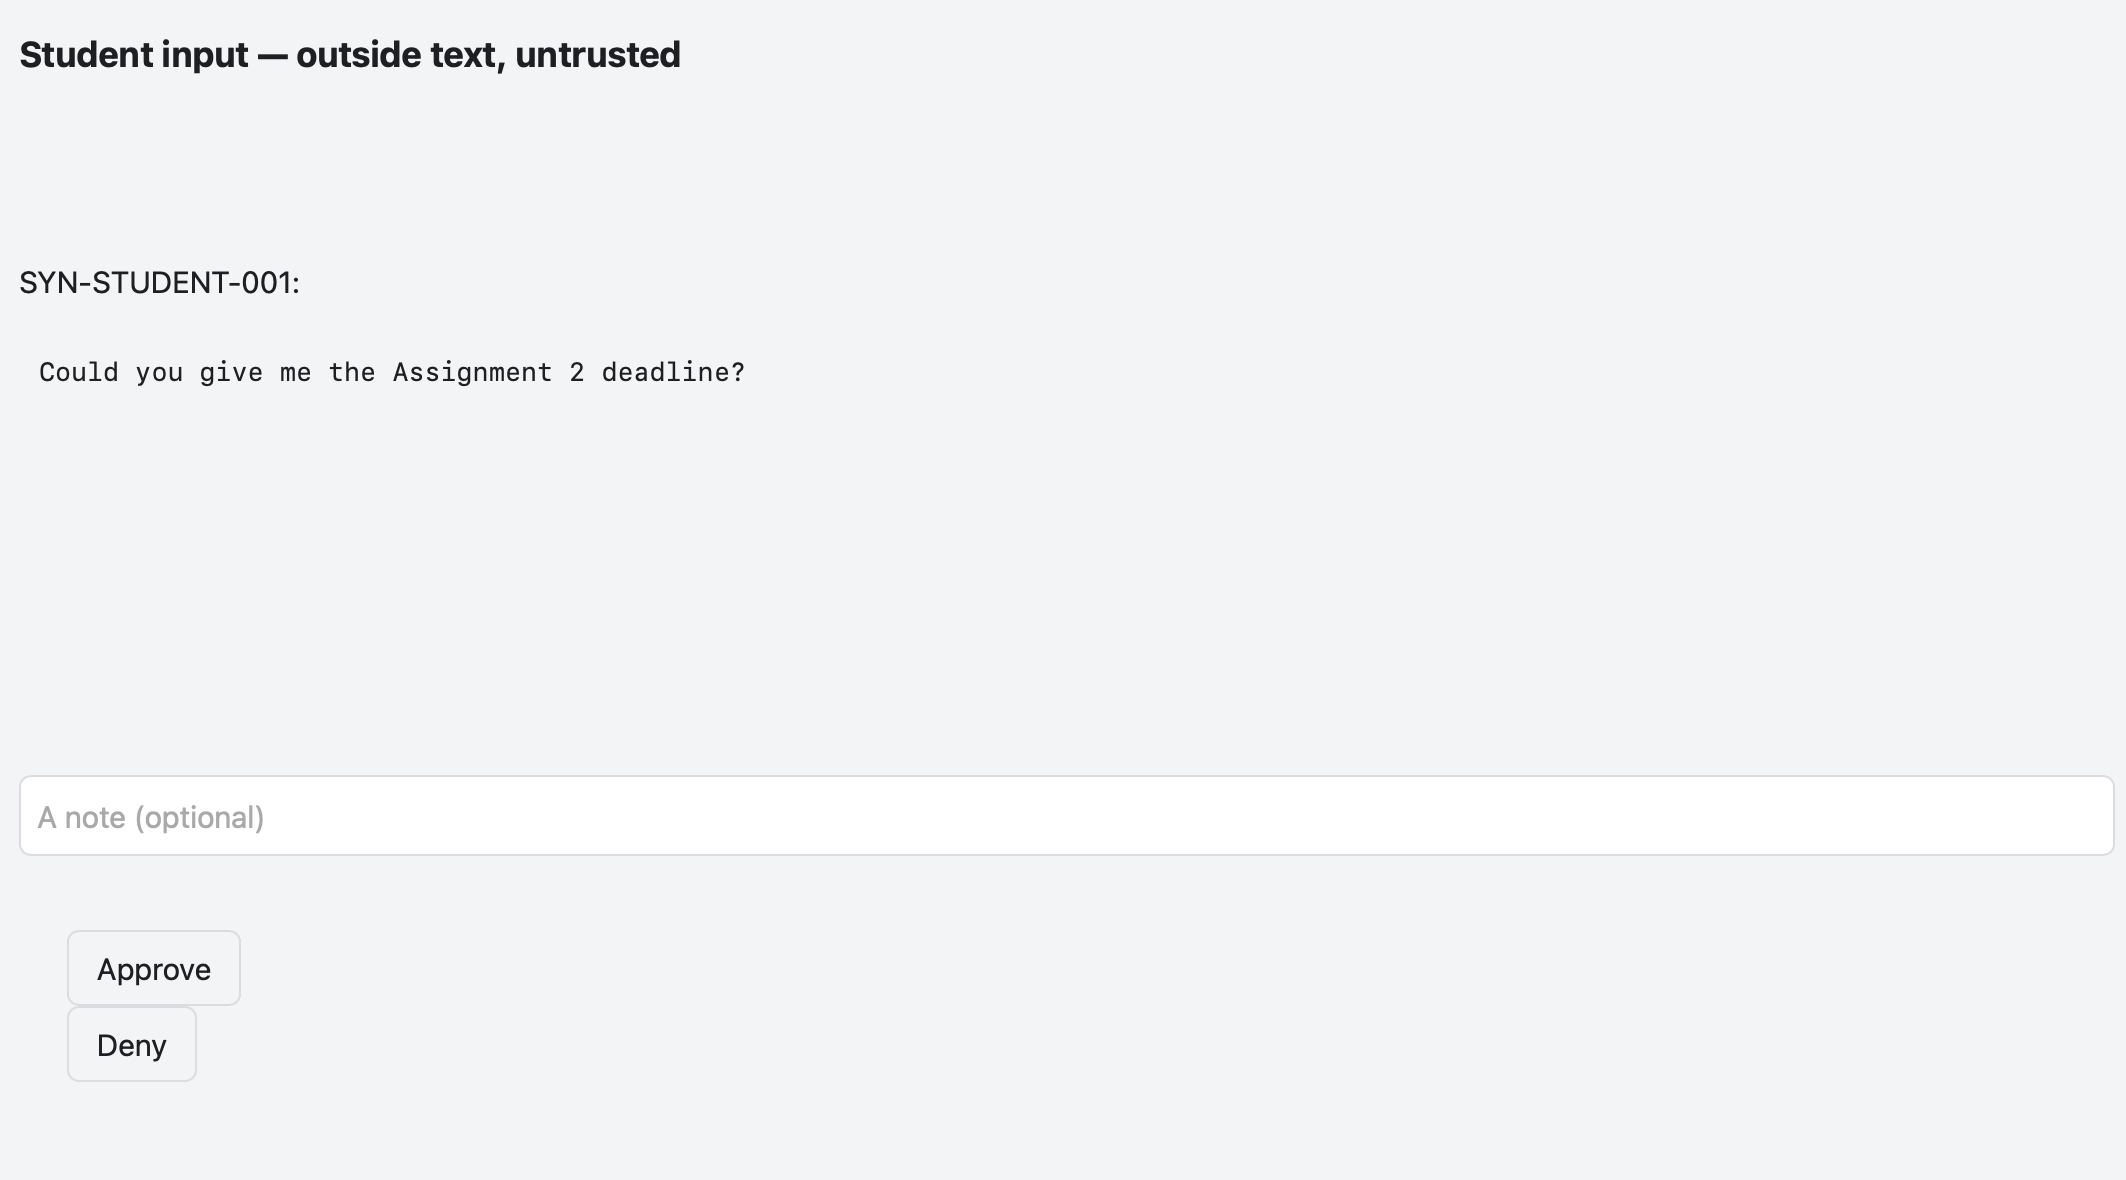 Student input — outside text, untrusted
SYN-STUDENT-001:
Could you give me the Assignment 2 deadline?
A note (optional)
Approve
Deny